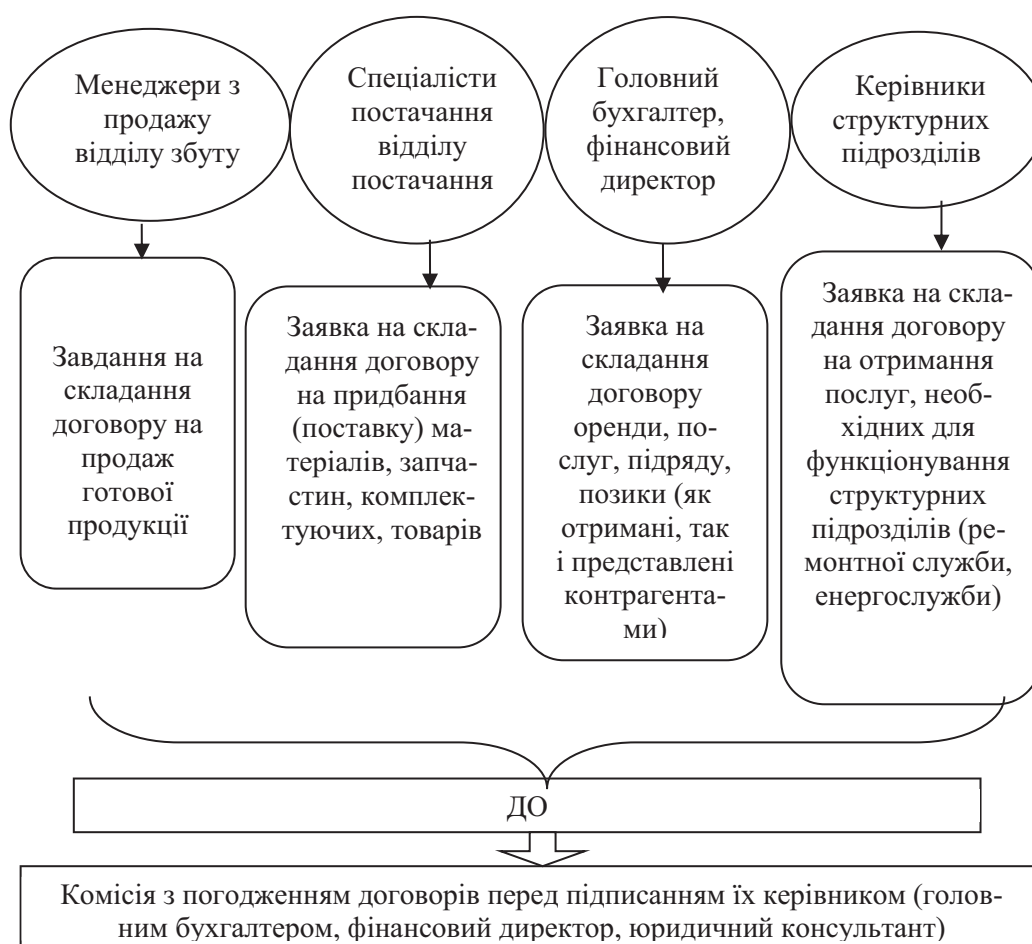 Менеджери з
продажу
відділу збуту
Спеціалісти
постачання
відділу
постачання
Головний
бухгалтер,
фінансовий
директор
Керівники
структурних
підрозділів
Завдання на
складання
договору на
продаж
готової
продукції
Заявка на скла-
дання договору
на придбання
(поставку) ма-
теріалів, запча-
стин, комплек-
туючих, товарів
Заявка на
складання
договору
оренди, по-
слуг, підряду,
позики (як
отримані, так
і представлені
контрагента-
ми)
Заявка на скла-
дання договору
на отримання
послуг, необ-
хідних для
функціонування
структурних
підрозділів (ре-
монтної служби,
енергослужби)
ДО
Комісія з погодженням договорів перед підписанням їх керівником (голов-
ним бухгалтером, фінансовий директор, юридичний консультант)